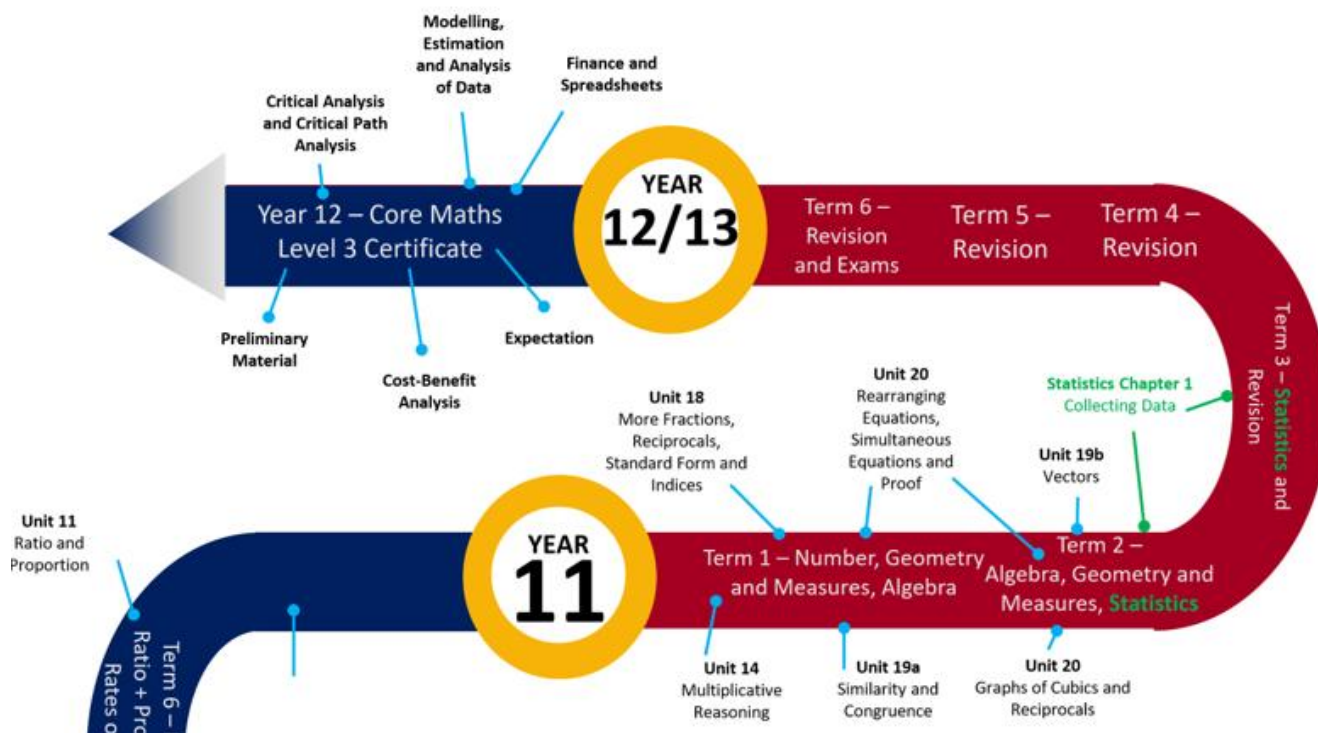 Modelling,
Estimation
and Analysis
of Data
Finance and
Spreadsheets
Critical Analysis
and Critical Path
Analysis
Year 12 – Core Maths
Level 3 Certificate
YEAR
12/13
Term 6 –
Revision
and Exams
Term 5 –
Revision
Term 4 –
Revision
Preliminary
Material
Cost-Benefit
Analysis
Expectation
Term 3 – Statistics and
Revision
Unit 18
More Fractions,
Reciprocals,
Standard Form and
Indices
Unit 20
Rearranging
Equations,
Simultaneous
Equations and
Proof
Statistics Chapter 1
Collecting Data
Unit 19b
Vectors
Unit 11
Ratio and
Proportion
YEAR
11
Term 1 – Number, Geometry
and Measures, Algebra
Term 2 –
Algebra, Geometry and
Measures, Statistics
Unit 14
Multiplicative
Reasoning
Unit 19a
Similarity and
Congruence
Unit 20
Graphs of Cubics and
Reciprocals
Term 6 –
Ratio + Pro
Rates o